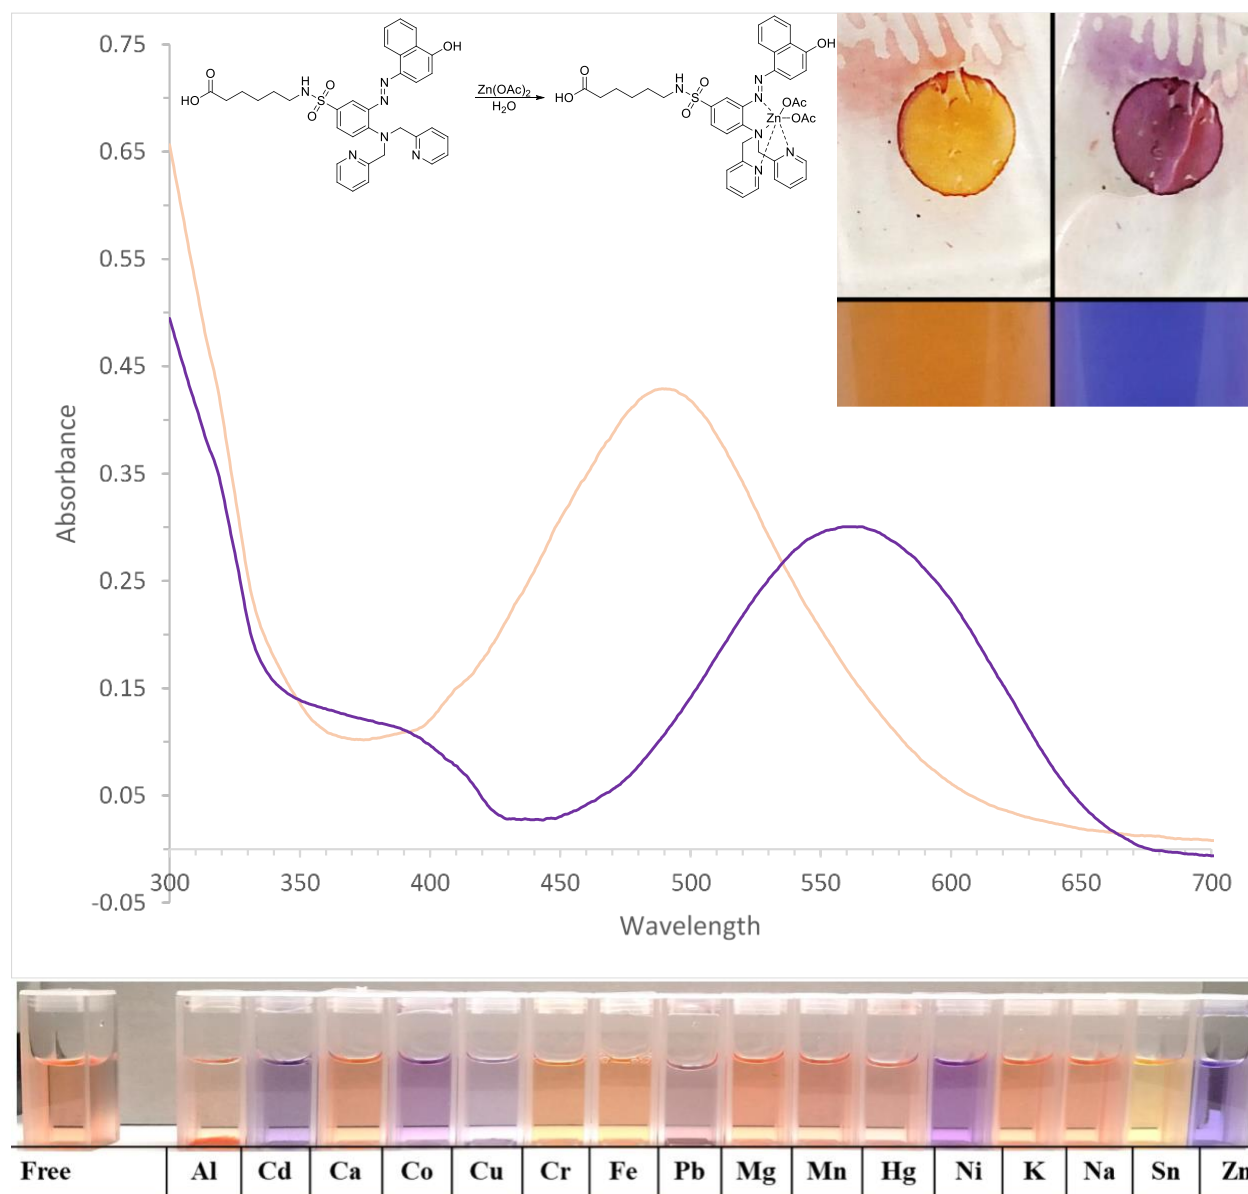 0.75
0.65
0.55
0.45
0.35
0.25
0.15
0.05
-0.05
Absorbance
300 350 400 450 500 550 600 650 700
Wavelength
O
HO
H
N
O
S
O
N
N
OH
N
N
N
Zn(OAc)₂
H₂O
O
HO
H
N
O
S
O
N
N
OH
OAc
Zn—OAc
N
N
N
Free Al Cd Ca Co Cu Cr Fe Pb Mg Mn Hg Ni K Na Sn Zn